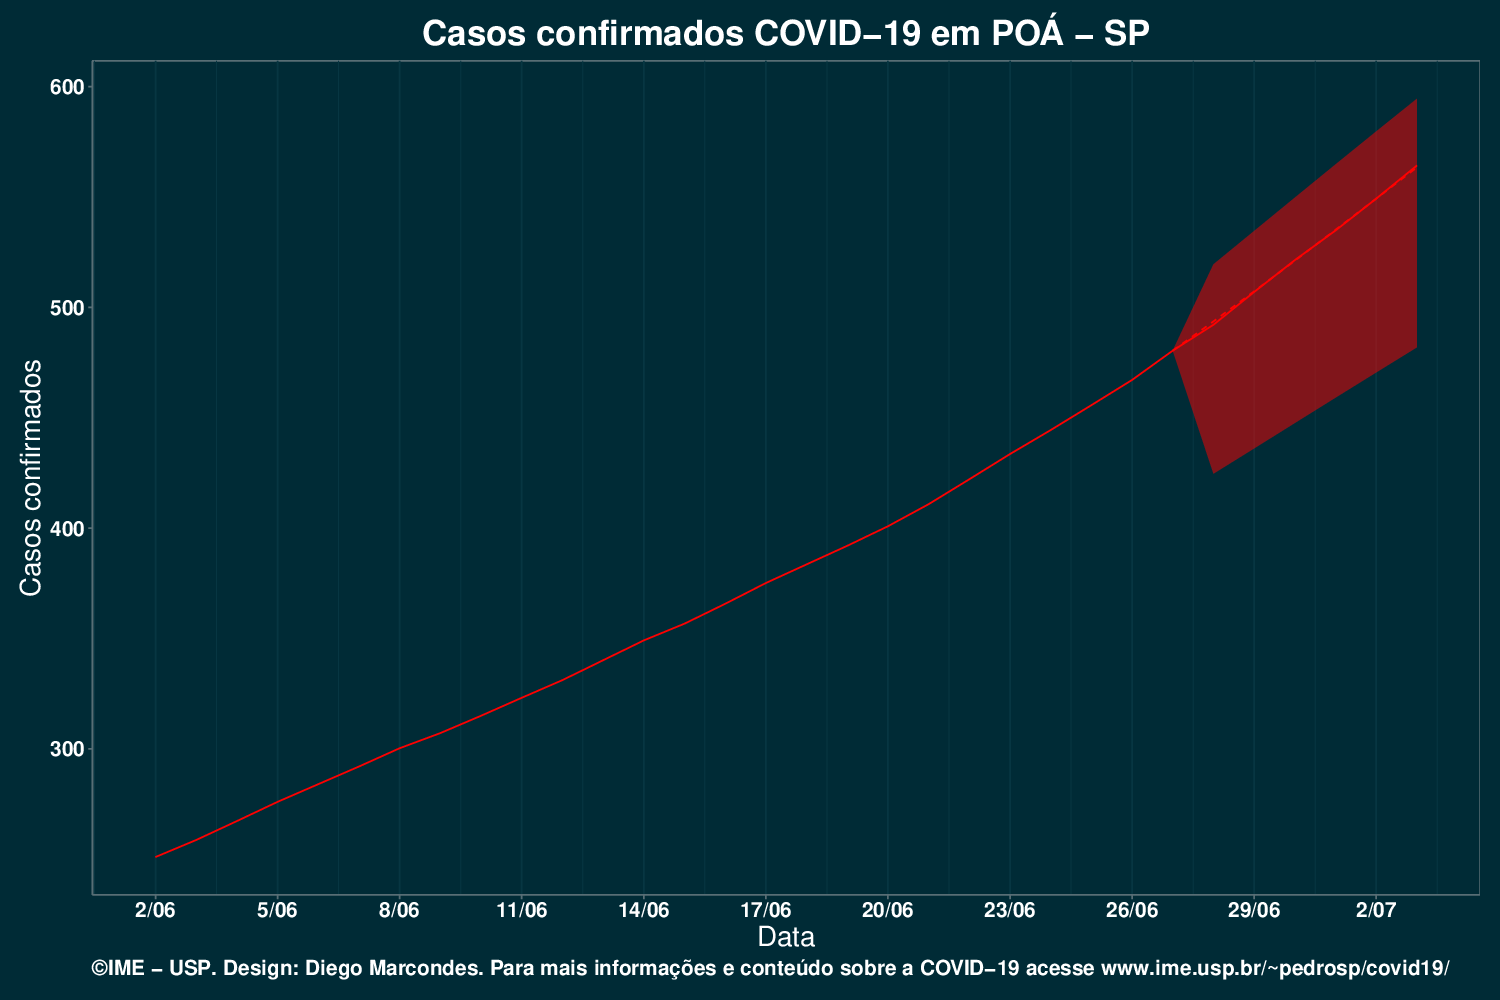 Casos confirmados COVID−19 em POÁ − SP
600
500
400
300
Casos confirmados
2/06 5/06 8/06 11/06 14/06 17/06 20/06 23/06 26/06 29/06 2/07
Data
©IME − USP. Design: Diego Marcondes. Para mais informações e conteúdo sobre a COVID−19 acesse www.ime.usp.br/~pedrosp/covid19/